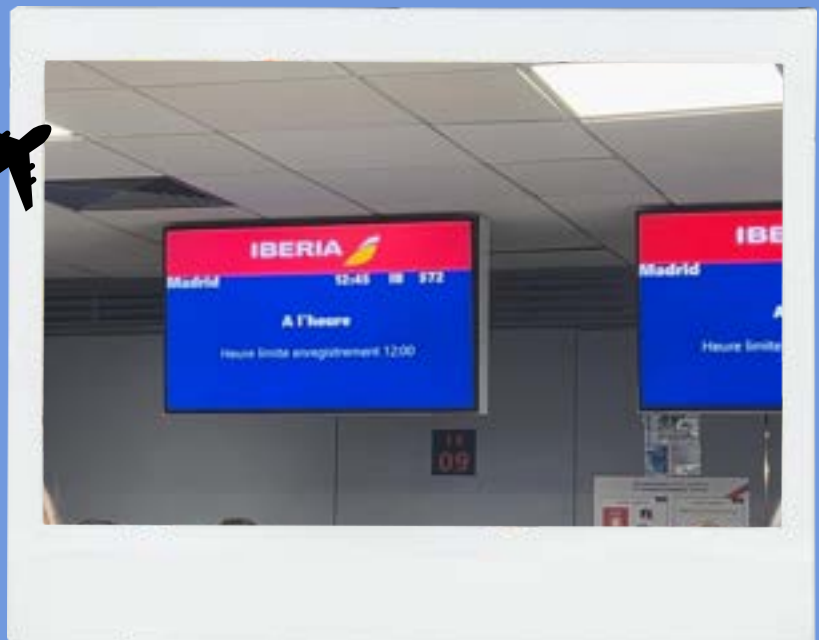 IBERIA
Madrid 12:45 IB 572
A l'heure
Heure limite enregistrement 12:00
IBE
Madrid
A
Heure limite
09